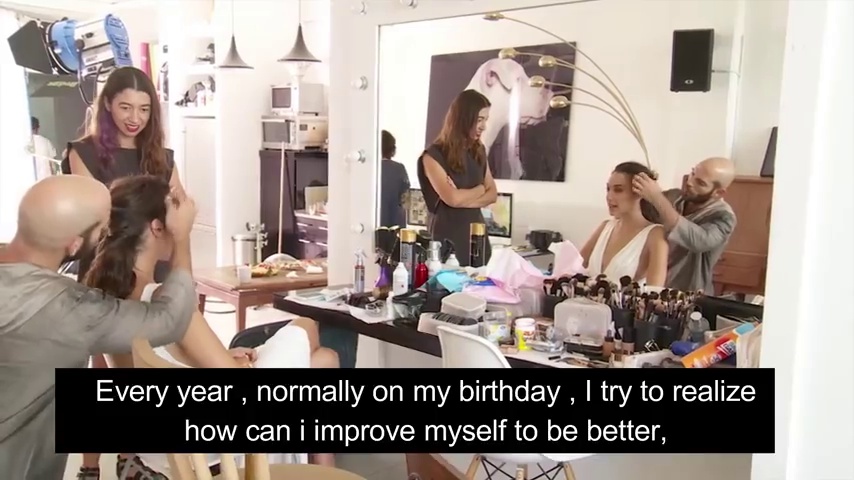 Every year , normally on my birthday , I try to realize
how can i improve myself to be better,